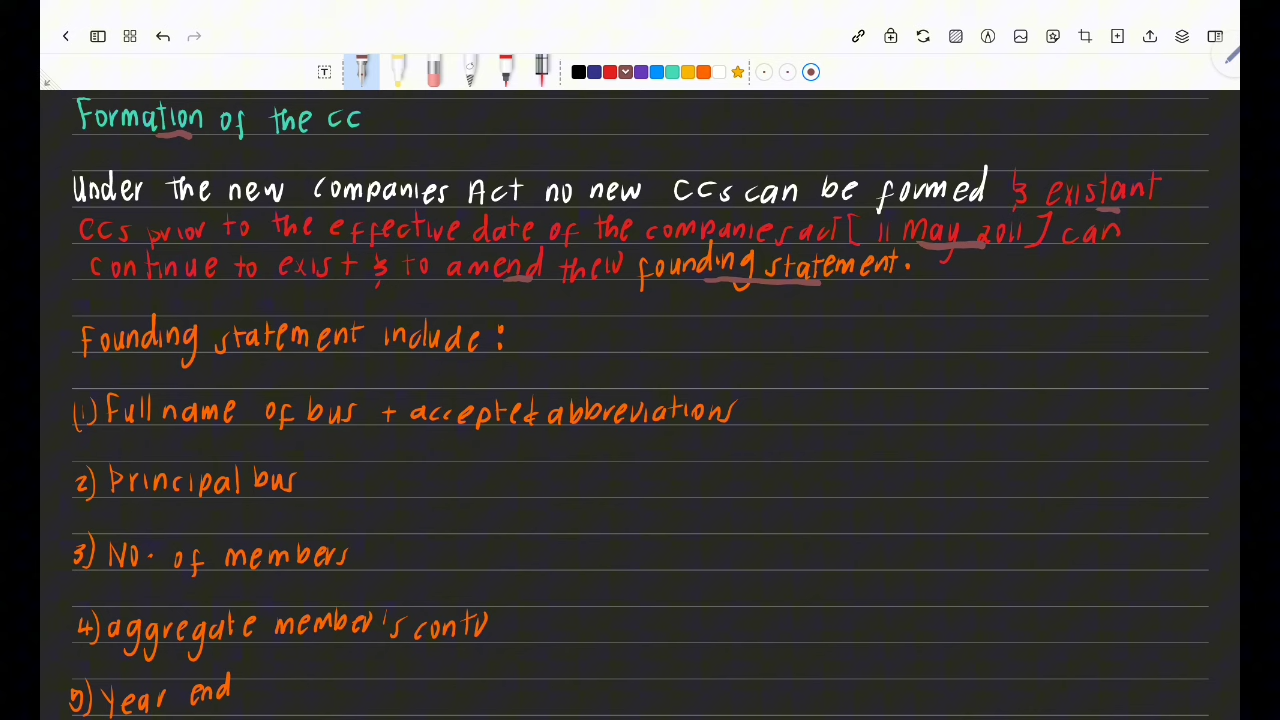 Formation of the CC
Under the new Companies Act no new CCs can be formed & existant
CCs prior to the effective date of the companies act [11 May 2011] can
continue to exist & to amend their founding statement.
Founding statement include:
(1) Full name of bus + accepted abbreviations
2) Principal bus
3) No. of members
4) aggregate member's contr
5) Year end